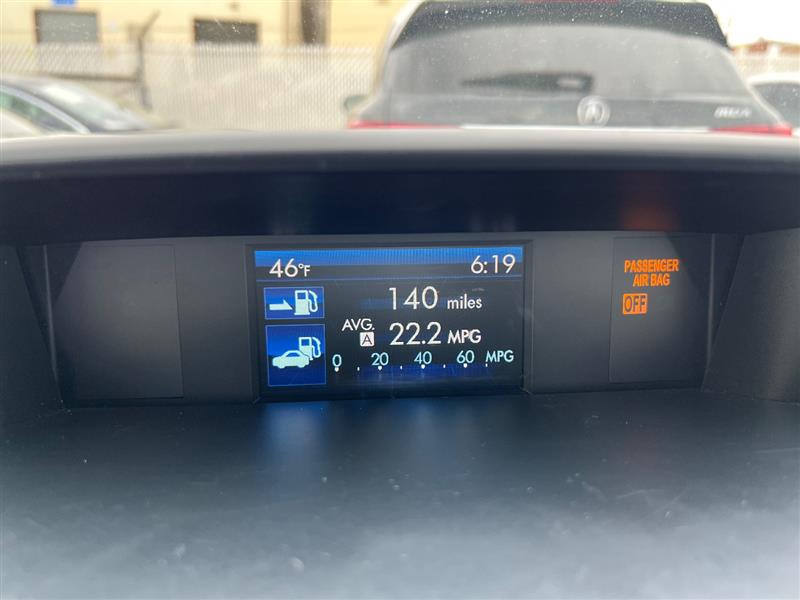 46°F 6:19
140 miles
AVG. A 22.2 MPG
0 20 40 60 MPG
PASSENGER
AIR BAG
OFF